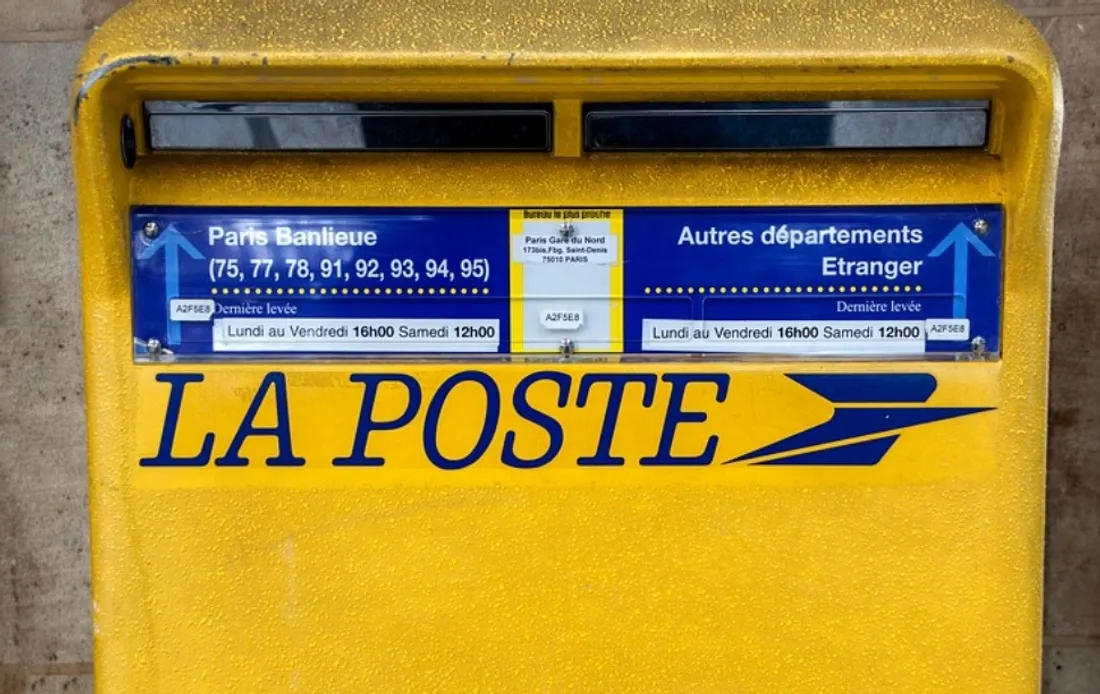 Paris Banlieue
(75, 77, 78, 91, 92, 93, 94, 95)
A2F5E8
Dernière levée
Lundi au Vendredi 16h00 Samedi 12h00
Bureau le plus proche
Paris Gare du Nord
173bis,Fbg. Saint-Denis
75010 PARIS
A2F5E8
Autres départements
Etranger
Dernière levée
Lundi au Vendredi 16h00 Samedi 12h00
A2F5E8
LA POSTE